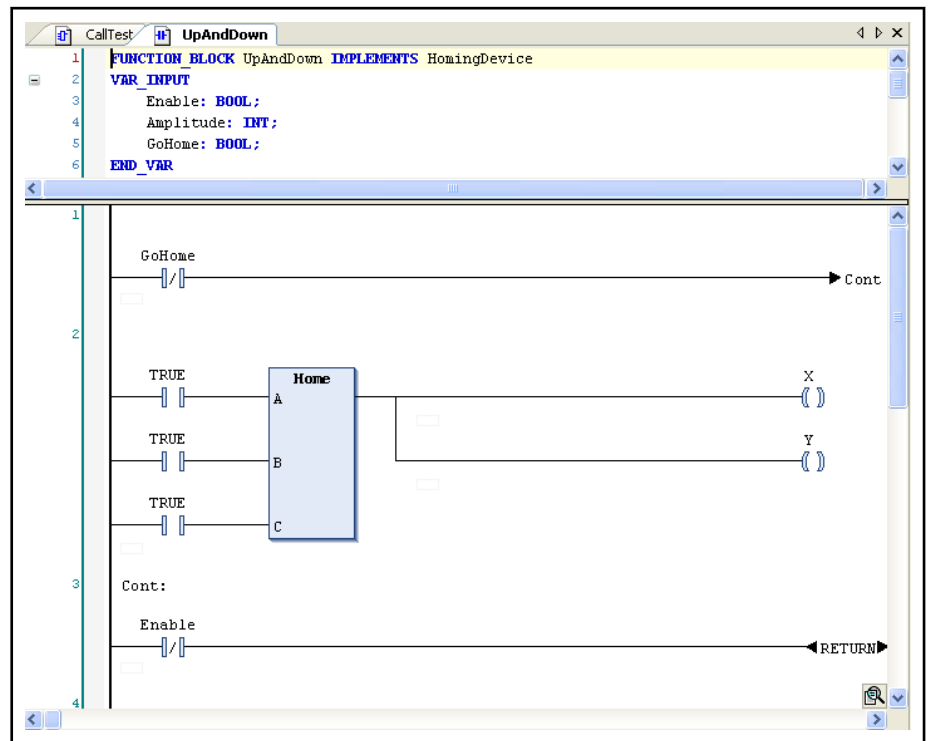 CallTest UpAndDown
1 FUNCTION_BLOCK UpAndDown IMPLEMENTS HomingDevice
2 VAR_INPUT
3 Enable: BOOL;
4 Amplitude: INT;
5 GoHome: BOOL;
6 END_VAR
1
GoHome
Cont
2
TRUE Home X
A
TRUE Y
B
TRUE
C
3 Cont:
Enable
RETURN
4